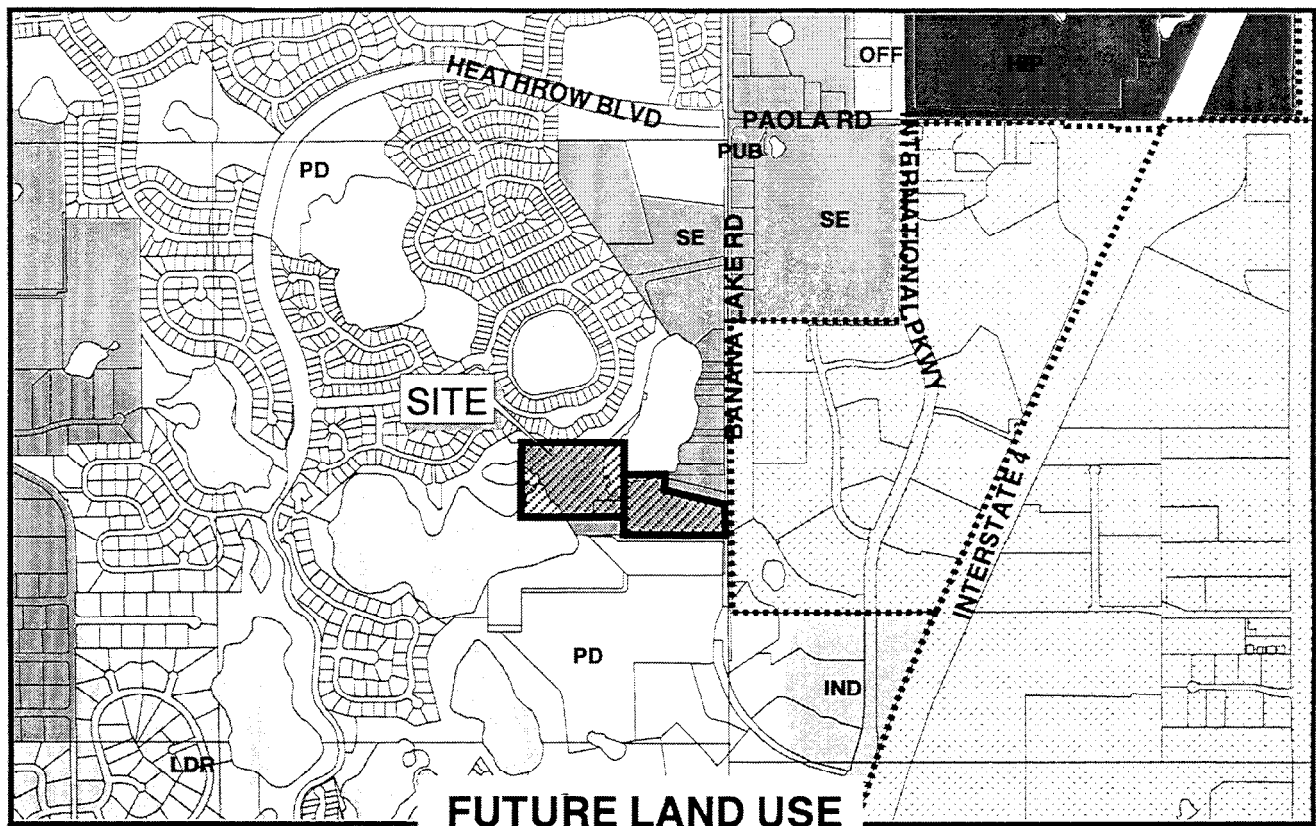 OFF
HIP
HEATHROW BLVD
PAOLA RD
PUB
PD
SE
SE
INTERNATIONAL PKWY
BANANA LAKE RD
SITE
INTERSTATE 4
PD
IND
LDR
FUTURE LAND USE